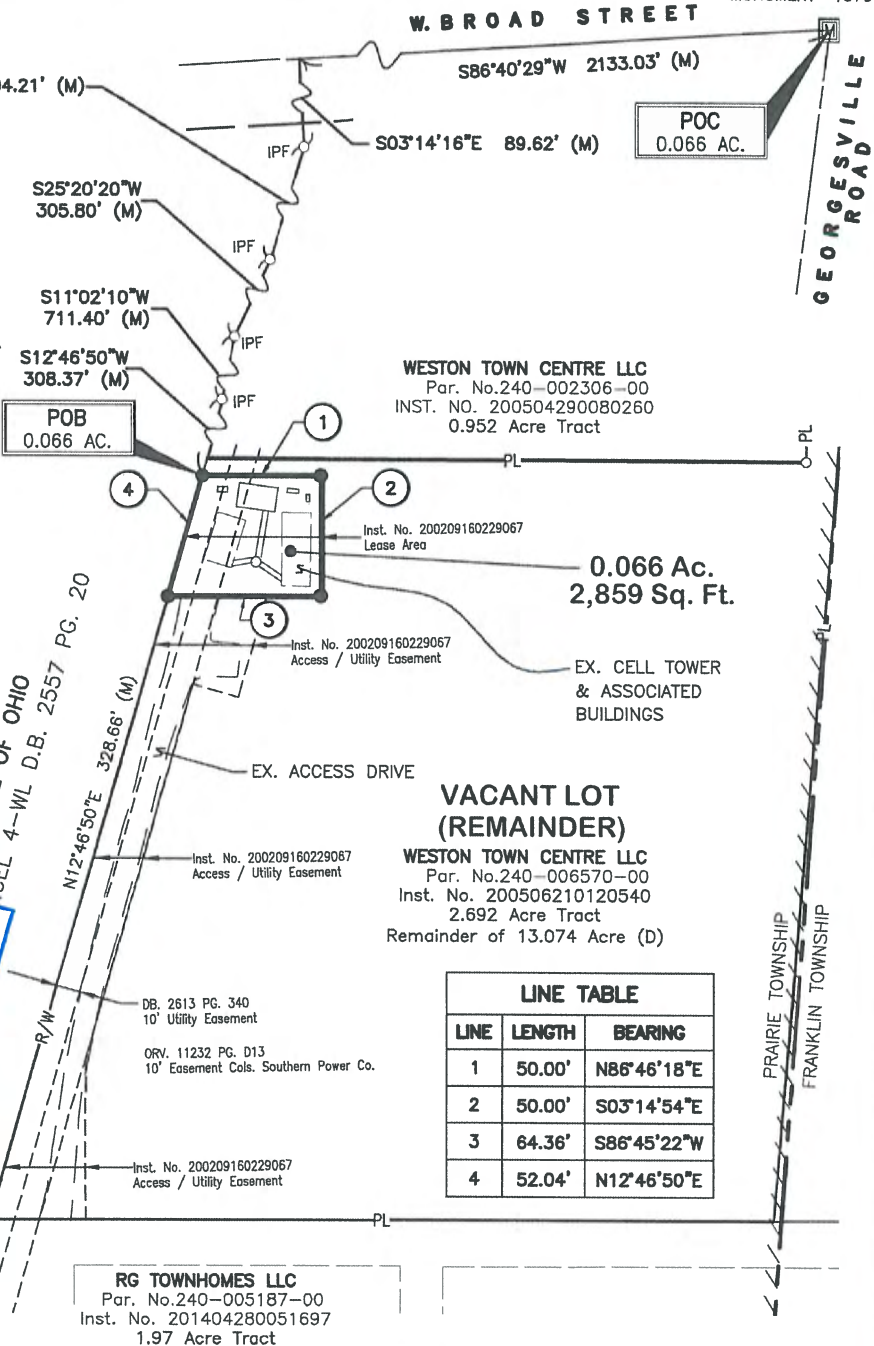 W. BROAD STREET
S86°40'29"W 2133.03' (M)
GEORGESVILLE
ROAD
POC
0.066 AC.
4.21' (M)
S03°14'16"E 89.62' (M)
IPF
S25°20'20"W
305.80' (M)
IPF
S11°02'10"W
711.40' (M)
IPF
S12°46'50"W
308.37' (M)
IPF
POB
0.066 AC.
WESTON TOWN CENTRE LLC
Par. No.240-002306-00
INST. NO. 200504290080260
0.952 Acre Tract
PL
PL
1
2
3
4
Inst. No. 200209160229067
Lease Area
0.066 Ac.
2,859 Sq. Ft.
Inst. No. 200209160229067
Access / Utility Easement
EX. CELL TOWER
& ASSOCIATED
BUILDINGS
PL
OF OHIO
4-WL D.B. 2557 PG. 20
N12°46'50"E 328.66' (M)
EX. ACCESS DRIVE
VACANT LOT
(REMAINDER)
WESTON TOWN CENTRE LLC
Par. No.240-006570-00
Inst. No. 200506210120540
2.692 Acre Tract
Remainder of 13.074 Acre (D)
Inst. No. 200209160229067
Access / Utility Easement
DB. 2613 PG. 340
10' Utility Easement
ORV. 11232 PG. D13
10' Easement Cols. Southern Power Co.
R/W
LINE TABLE
LINE LENGTH BEARING
1 50.00' N86°46'18"E
2 50.00' S03°14'54"E
3 64.36' S86°45'22"W
4 52.04' N12°46'50"E
PRAIRIE TOWNSHIP
FRANKLIN TOWNSHIP
Inst. No. 200209160229067
Access / Utility Easement
PL
RG TOWNHOMES LLC
Par. No.240-005187-00
Inst. No. 201404280051697
1.97 Acre Tract